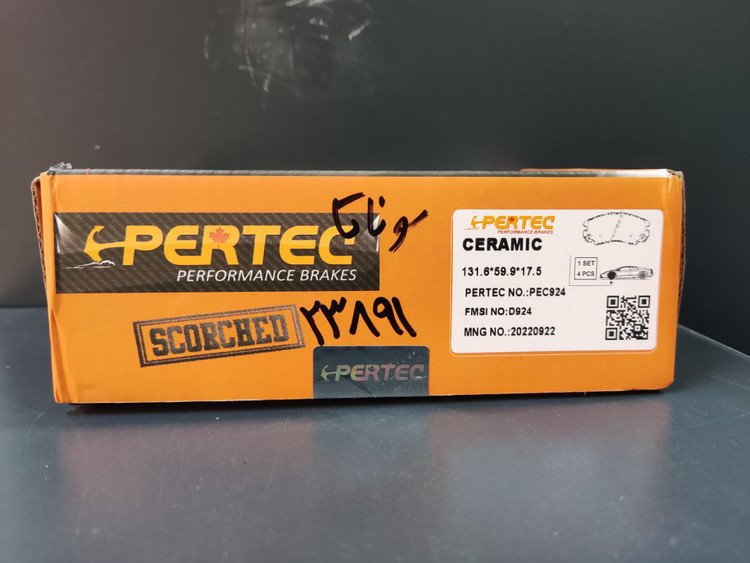 PERTEC
PERFORMANCE BRAKES
سوناتا
SCORCHED
۲۳۸۹۱
PERTEC
PERTEC
PERFORMANCE BRAKES
CERAMIC
131.6*59.9*17.5
PERTEC NO.:PEC924
FMSI NO:D924
MNG NO.:20220922
1 SET
4 PCS